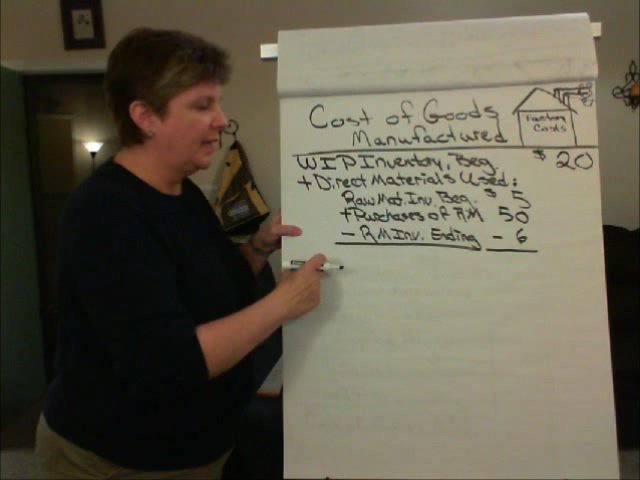 Cost of Goods
Manufactured
Factory
Costs
WIP Inventory, Beg. $ 20
+ Direct Materials Used:
Raw Mat. Inv. Beg. $ 5
+ Purchases of RM 50
- RM Inv. Ending - 6